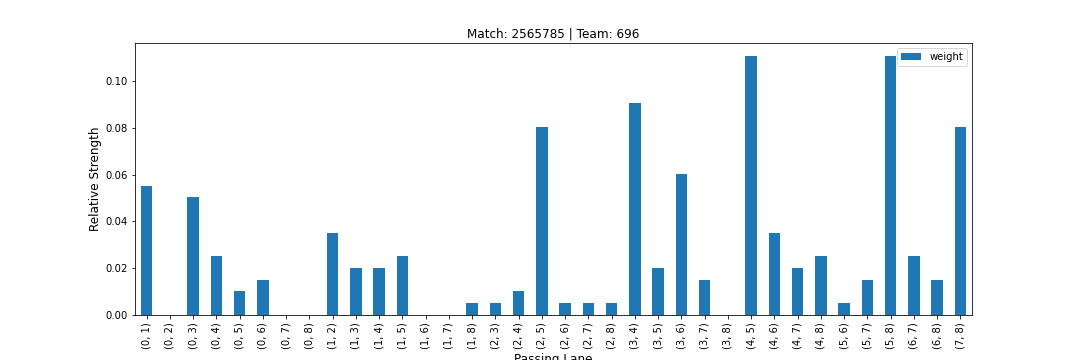 Match: 2565785 | Team: 696
weight
Relative Strength
0.10
0.08
0.06
0.04
0.02
0.00
(0, 1) (0, 2) (0, 3) (0, 4) (0, 5) (0, 6) (0, 7) (0, 8) (1, 2) (1, 3) (1, 4) (1, 5) (1, 6) (1, 7) (1, 8) (2, 3) (2, 4) (2, 5) (2, 6) (2, 7) (2, 8) (3, 4) (3, 5) (3, 6) (3, 7) (3, 8) (4, 5) (4, 6) (4, 7) (4, 8) (5, 6) (5, 7) (5, 8) (6, 7) (6, 8) (7, 8)
Passing Lane